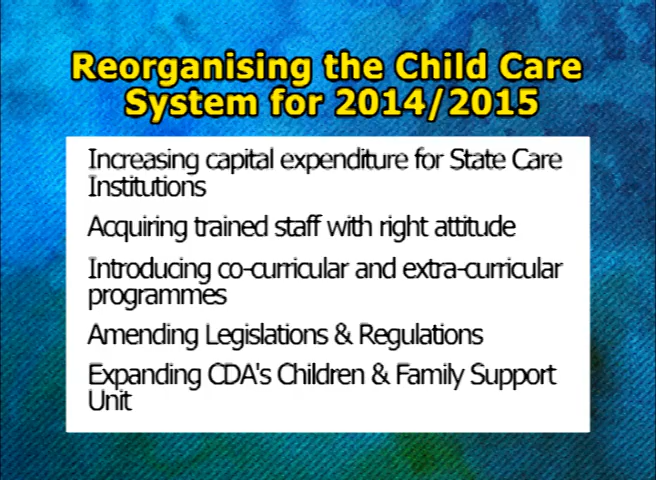 Reorganising the Child Care
System for 2014/2015
Increasing capital expenditure for State Care
Institutions
Acquiring trained staff with right attitude
Introducing co-curricular and extra-curricular
programmes
Amending Legislations & Regulations
Expanding CDA's Children & Family Support
Unit